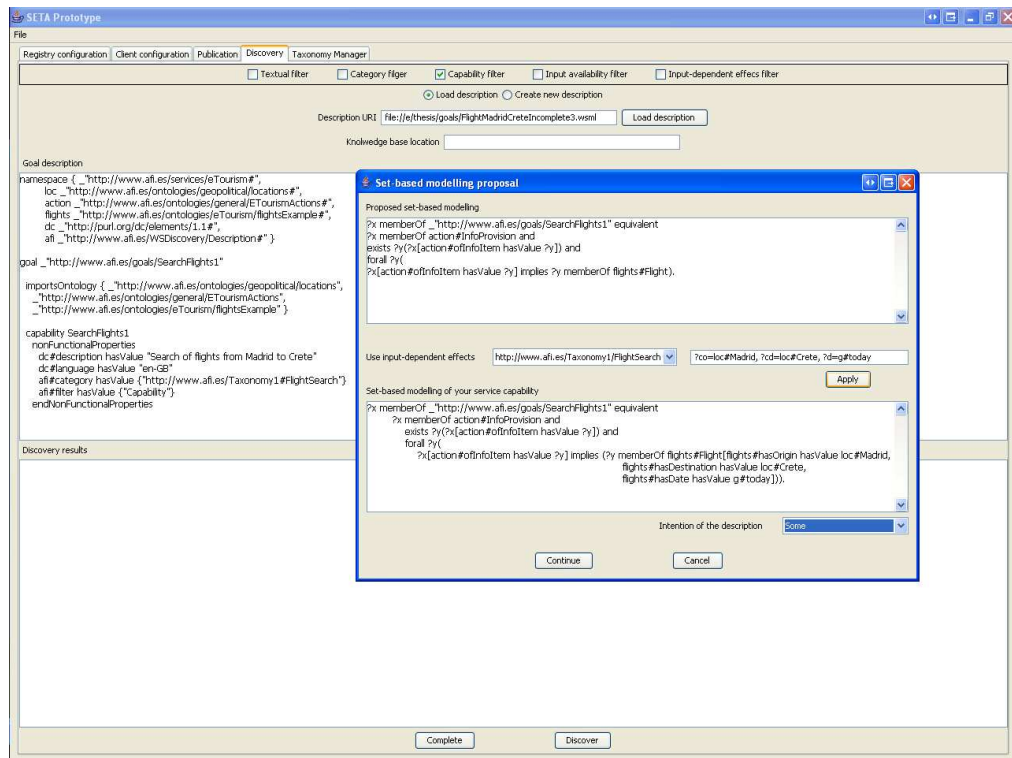 SETA Prototype
File
Registry configuration Client configuration Publication Discovery Taxonomy Manager
Textual filter Category filger Capability filter Input availability filter Input-dependent effecs filter
Load description Create new description
Description URI file://e/thesis/goals/FlightMadridCreteIncomplete3.wsml Load description
Knolwedge base location
Goal description
namespace { _"http://www.afi.es/services/eTourism#",
loc _"http://www.afi.es/ontologies/geopolitical/locations#",
action _"http://www.afi.es/ontologies/general/ETourismActions#",
flights _"http://www.afi.es/ontologies/eTourism/flightsExample#",
dc _"http://purl.org/dc/elements/1.1#",
afi _"http://www.afi.es/WSDiscovery/Description#" }
goal _"http://www.afi.es/goals/SearchFlights1"
importsOntology { _"http://www.afi.es/ontologies/geopolitical/locations",
_"http://www.afi.es/ontologies/general/ETourismActions",
_"http://www.afi.es/ontologies/eTourism/flightsExample" }
capability SearchFlights1
nonFunctionalProperties
dc#description hasValue "Search of flights from Madrid to Crete"
dc#language hasValue "en-GB"
afi#category hasValue {"http://www.afi.es/Taxonomy1#FlightSearch"}
afi#filter hasValue {"Capability"}
endNonFunctionalProperties
Discovery results
Set-based modelling proposal
Proposed set-based modelling
?x memberOf _"http://www.afi.es/goals/SearchFlights1" equivalent
?x memberOf action#InfoProvision and
exists ?y(?x[action#ofInfoItem hasValue ?y]) and
forall ?y(
?x[action#ofInfoItem hasValue ?y] implies ?y memberOf flights#Flight).
Use input-dependent effects http://www.afi.es/Taxonomy1/FlightSearch ?co=loc#Madrid, ?cd=loc#Crete, ?d=g#today
Apply
Set-based modelling of your service capability
?x memberOf _"http://www.afi.es/goals/SearchFlights1" equivalent
?x memberOf action#InfoProvision and
exists ?y(?x[action#ofInfoItem hasValue ?y]) and
forall ?y(
?x[action#ofInfoItem hasValue ?y] implies (?y memberOf flights#Flight[flights#hasOrigin hasValue loc#Madrid,
flights#hasDestination hasValue loc#Crete,
flights#hasDate hasValue g#today])).
Intention of the description Some
Continue Cancel
Complete Discover